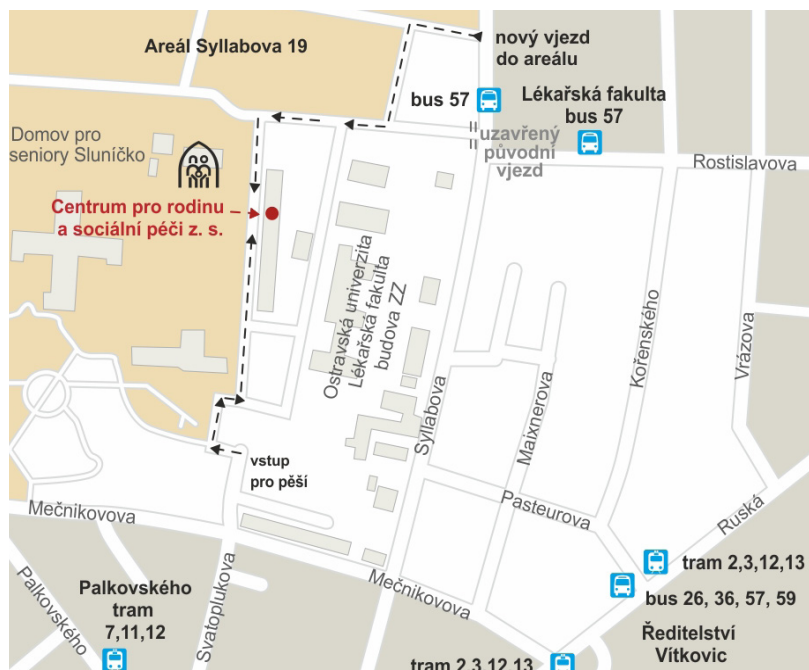 Areál Syllabova 19
nový vjezd
do areálu
bus 57
Lékařská fakulta
bus 57
uzavřený
původní
vjezd
Rostislavova
Domov pro
seniory Sluníčko
Centrum pro rodinu
a sociální péči z. s.
Ostravská univerzita
Lékařská fakulta
budova ZZ
Syllabova
Maixnerova
Kořenského
Vrázova
vstup
pro pěší
Pasteurova
Ruská
Mečnikovova
Mečnikovova
Palkovského
Svatoplukova
Palkovského
tram
7,11,12
tram 2,3,12,13
bus 26, 36, 57, 59
Ředitelství
Vítkovic
tram 2,3,12,13